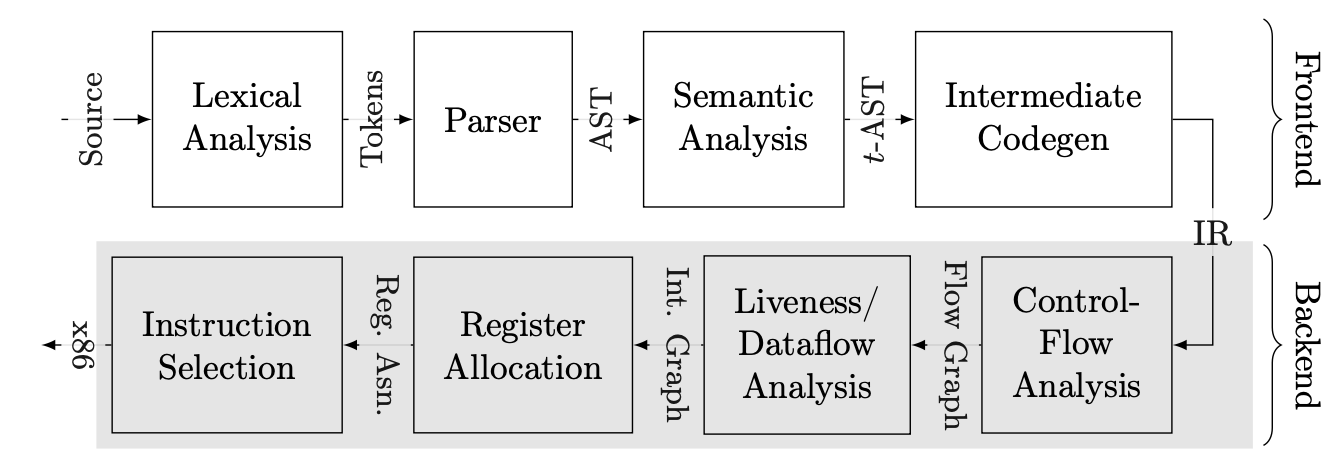 Source
Lexical
Analysis
Tokens
Parser
AST
Semantic
Analysis
t-AST
Intermediate
Codegen
Frontend
IR
Control-
Flow
Analysis
Flow Graph
Liveness/
Dataflow
Analysis
Int. Graph
Register
Allocation
Reg. Asn.
Instruction
Selection
x86
Backend